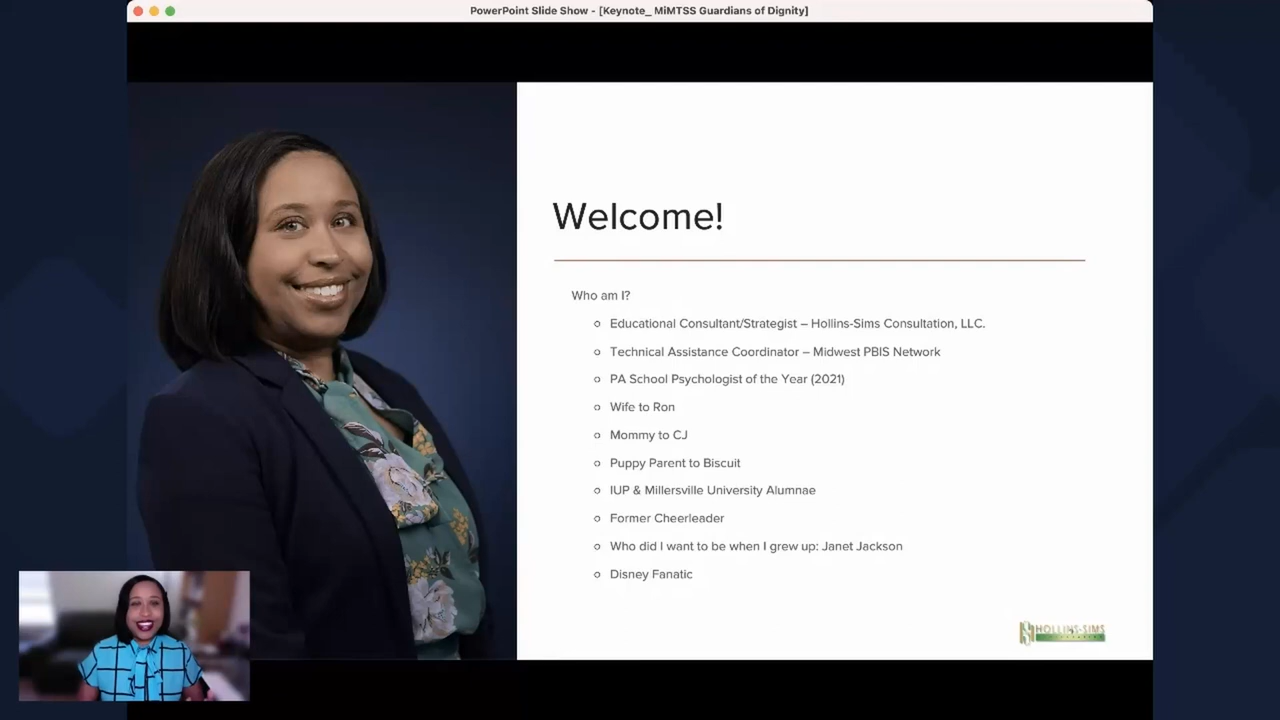 PowerPoint Slide Show - [Keynote_ MiMTSS Guardians of Dignity]
Welcome!
Who am I?
Educational Consultant/Strategist – Hollins-Sims Consultation, LLC.
Technical Assistance Coordinator – Midwest PBIS Network
PA School Psychologist of the Year (2021)
Wife to Ron
Mommy to CJ
Puppy Parent to Biscuit
IUP & Millersville University Alumnae
Former Cheerleader
Who did I want to be when I grew up: Janet Jackson
Disney Fanatic
HOLLINS-SIMS